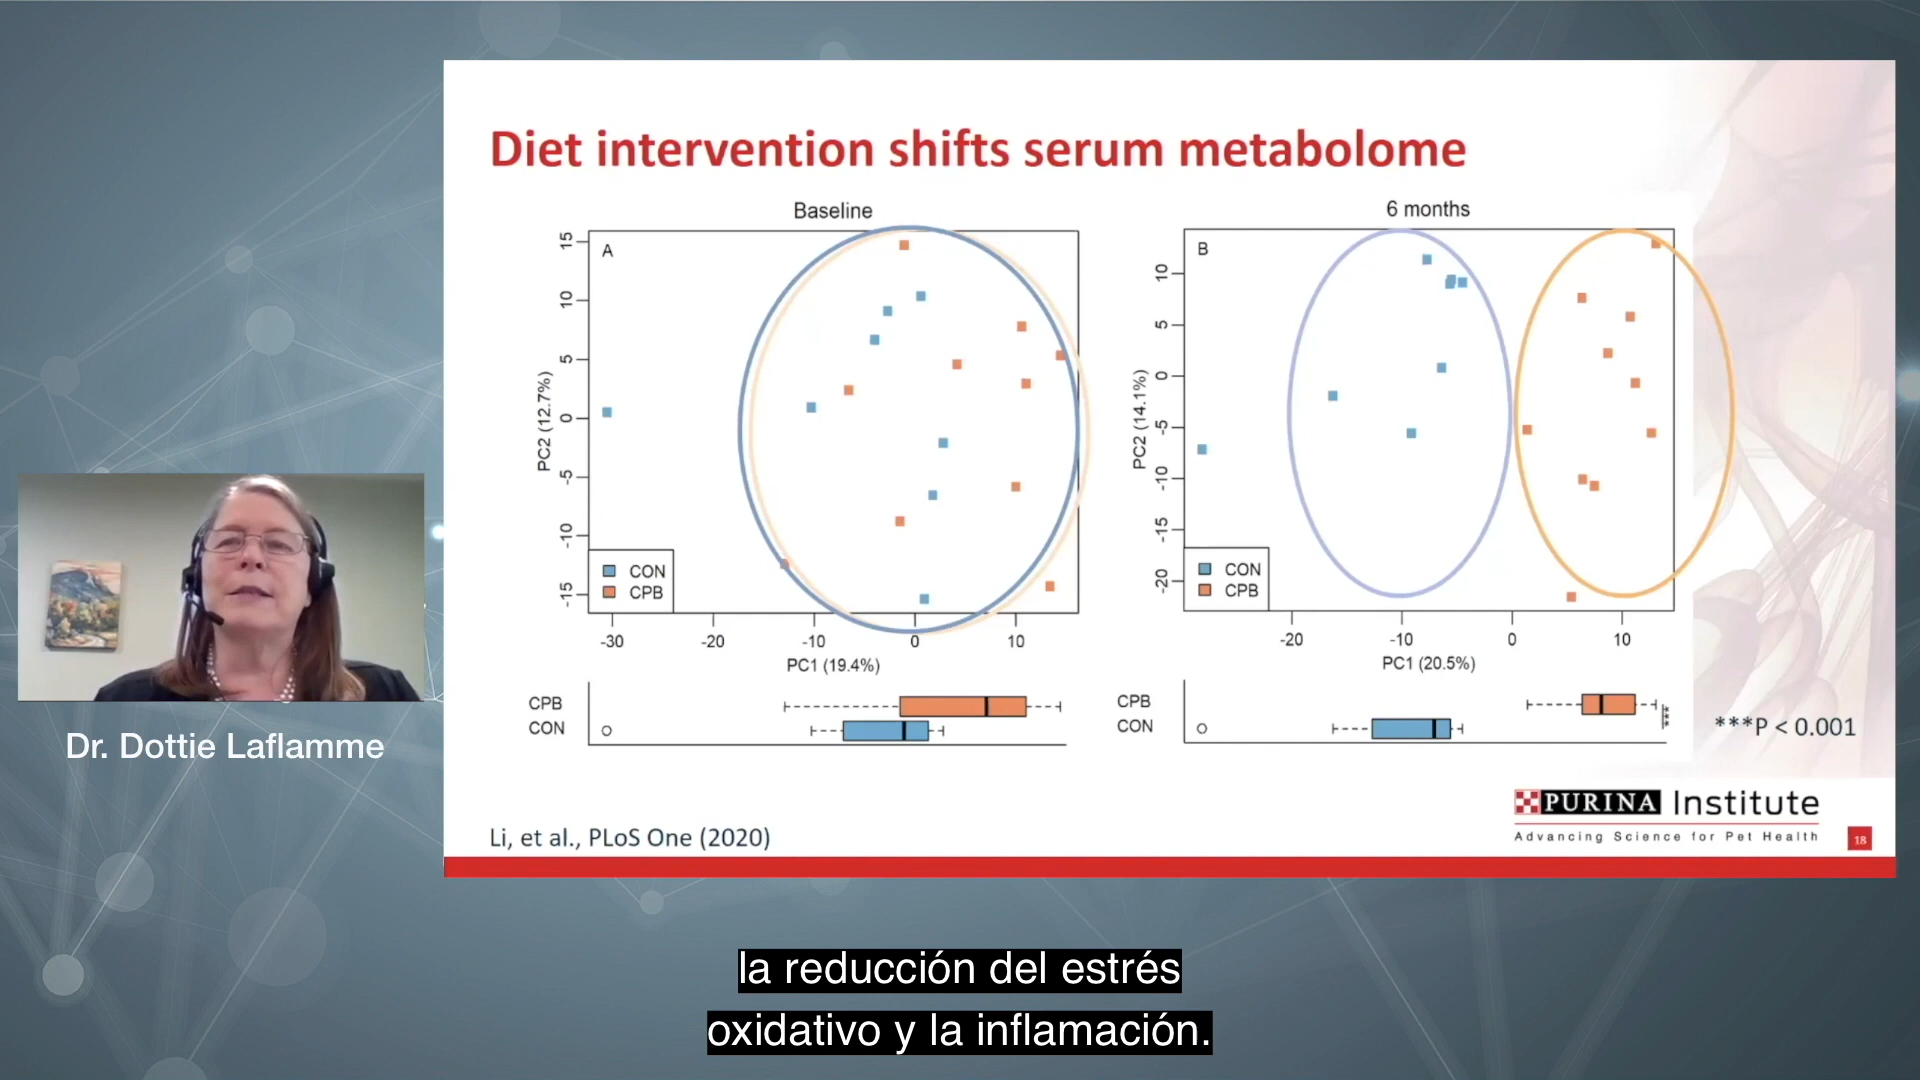 Diet intervention shifts serum metabolome
Baseline
A
15
10
5
0
-5
-10
-15
PC2 (12.7%)
CON
CPB
-30
-20
-10
0
10
PC1 (19.4%)
CPB
CON
6 months
B
10
5
0
-5
-10
-15
-20
PC2 (14.1%)
CON
CPB
-20
-10
0
10
PC1 (20.5%)
CPB
CON
***
***P < 0.001
Li, et al., PLoS One (2020)
PURINA Institute
Advancing Science for Pet Health
18
Dr. Dottie Laflamme
la reducción del estrés
oxidativo y la inflamación.